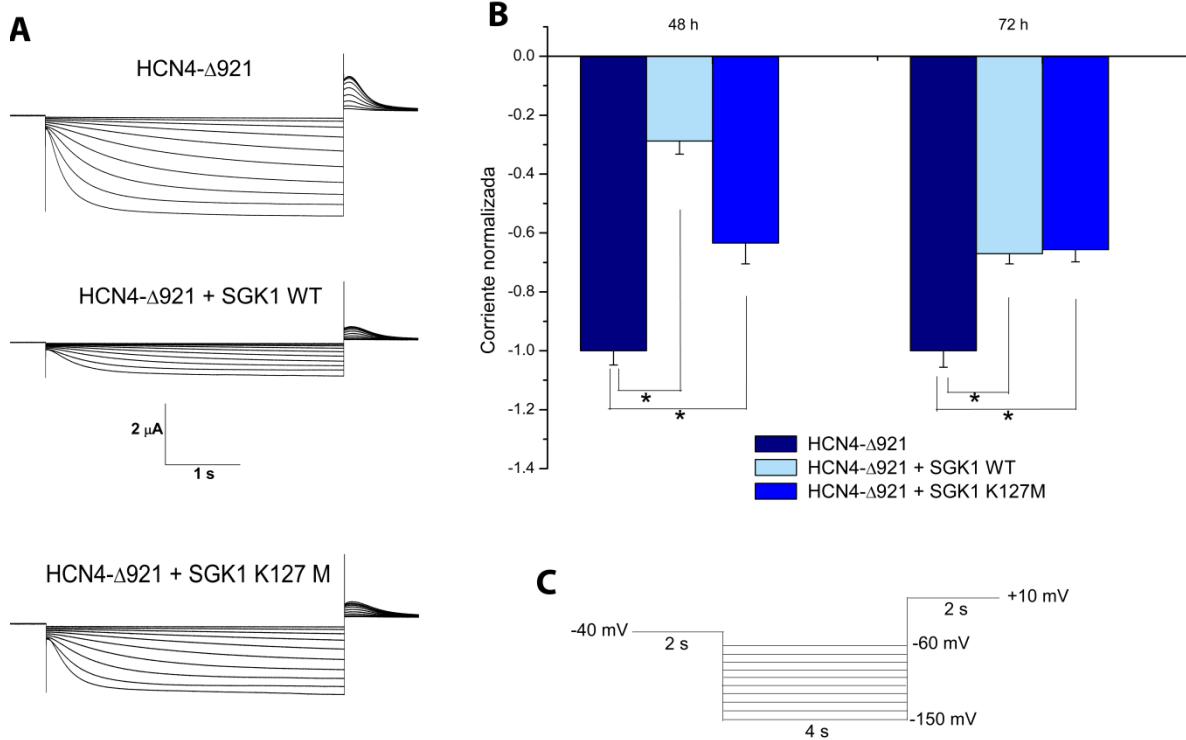 A
HCN4-Δ921
HCN4-Δ921 + SGK1 WT
2 μA
1 s
HCN4-Δ921 + SGK1 K127 M
B
48 h
72 h
0.0
-0.2
-0.4
-0.6
-0.8
-1.0
-1.2
-1.4
Corriente normalizada
*
*
*
*
HCN4-Δ921
HCN4-Δ921 + SGK1 WT
HCN4-Δ921 + SGK1 K127M
C
+10 mV
2 s
-40 mV
2 s
-60 mV
-150 mV
4 s